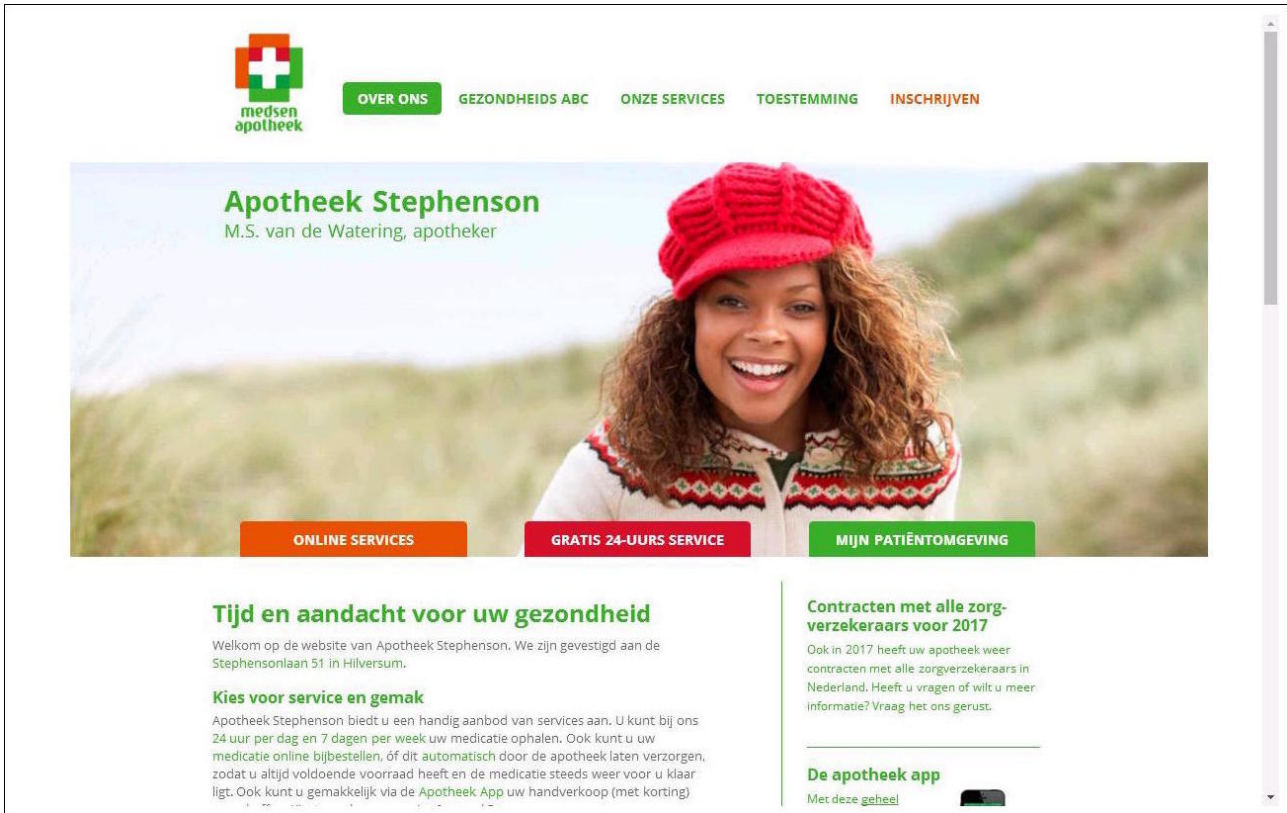 medsen
apotheek
OVER ONS
GEZONDHEIDS ABC
ONZE SERVICES
TOESTEMMING
INSCHRIJVEN
Apotheek Stephenson
M.S. van de Watering, apotheker
ONLINE SERVICES
GRATIS 24-UURS SERVICE
MIJN PATIËNTOMGEVING
Tijd en aandacht voor uw gezondheid
Welkom op de website van Apotheek Stephenson. We zijn gevestigd aan de
Stephensonlaan 51 in Hilversum.
Kies voor service en gemak
Apotheek Stephenson biedt u een handig aanbod van services aan. U kunt bij ons
24 uur per dag en 7 dagen per week uw medicatie ophalen. Ook kunt u uw
medicatie online bijbestellen, óf dit automatisch door de apotheek laten verzorgen,
zodat u altijd voldoende voorraad heeft en de medicatie steeds weer voor u klaar
ligt. Ook kunt u gemakkelijk via de Apotheek App uw handverkoop (met korting)
Contracten met alle zorg-
verzekeraars voor 2017
Ook in 2017 heeft uw apotheek weer
contracten met alle zorgverzekeraars in
Nederland. Heeft u vragen of wilt u meer
informatie? Vraag het ons gerust.
De apotheek app
Met deze geheel